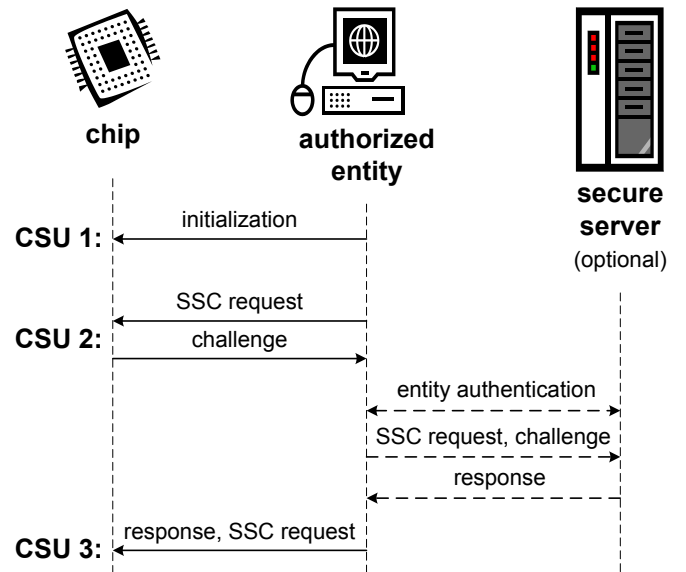 chip
authorized
entity
secure
server
(optional)
CSU 1:
initialization
SSC request
CSU 2:
challenge
entity authentication
SSC request, challenge
response
response, SSC request
CSU 3: